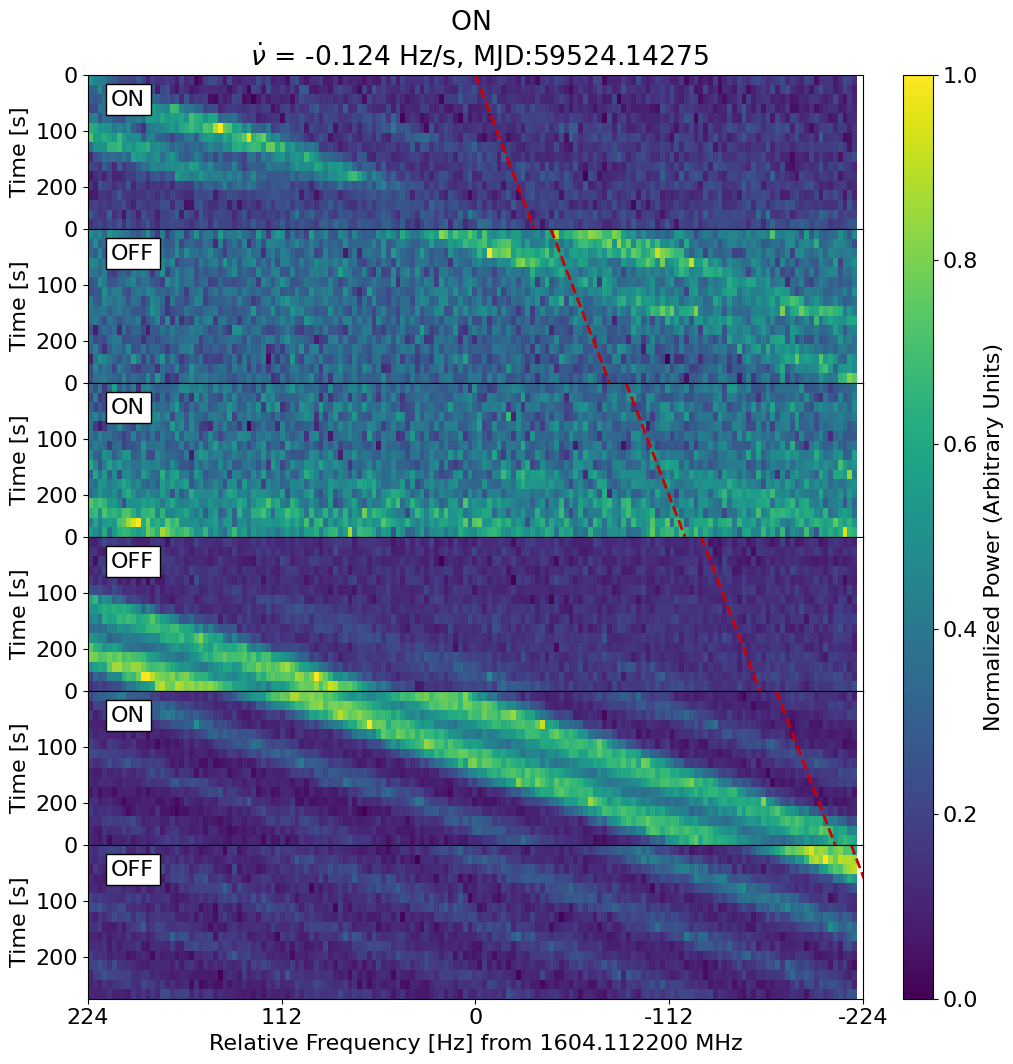 ON
ν̇ = -0.124 Hz/s, MJD:59524.14275
0
ON
100
Time [s]
200
0
OFF
100
Time [s]
200
0
ON
100
Time [s]
200
0
OFF
100
Time [s]
200
0
ON
100
Time [s]
200
0
OFF
100
Time [s]
200
224 112 0 -112 -224
Relative Frequency [Hz] from 1604.112200 MHz
1.0
0.8
0.6
0.4
0.2
0.0
Normalized Power (Arbitrary Units)